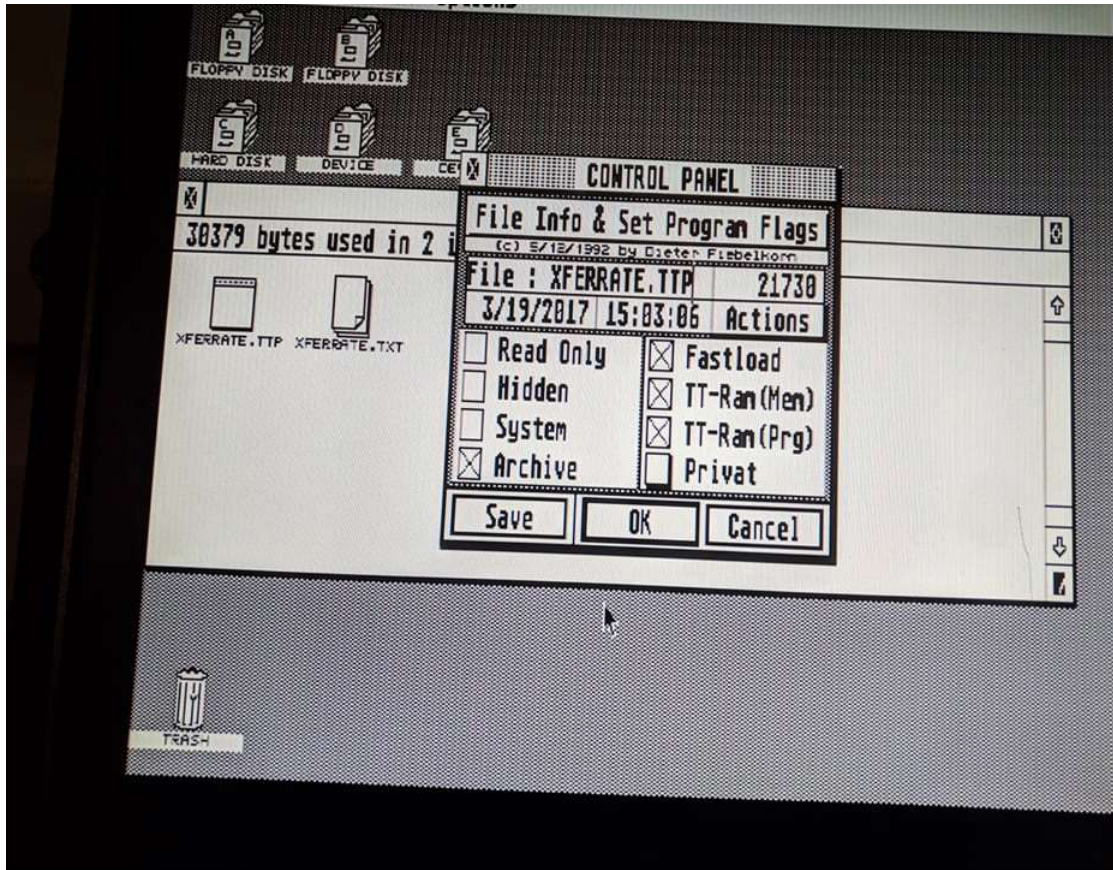 FLOPPY DISK FLOPPY DISK
HARD DISK DEVICE
CONTROL PANEL
File Info & Set Program Flags
30379 bytes used in 2
(c) 5/12/1992 by Dieter Fiebelkorn
File : XFERRATE.TTP 21730
3/19/2017 15:03:06 Actions
XFERRATE.TTP XFERRATE.TXT
Read Only Fastload
Hidden TT-Ram(Mem)
System TT-Ram(Prg)
Archive Privat
Save OK Cancel
TRASH